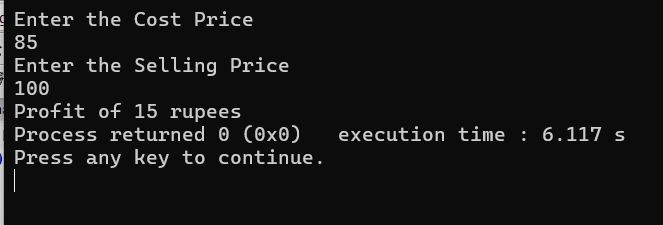 Enter the Cost Price
85
Enter the Selling Price
100
Profit of 15 rupees
Process returned 0 (0x0)   execution time : 6.117 s
Press any key to continue.